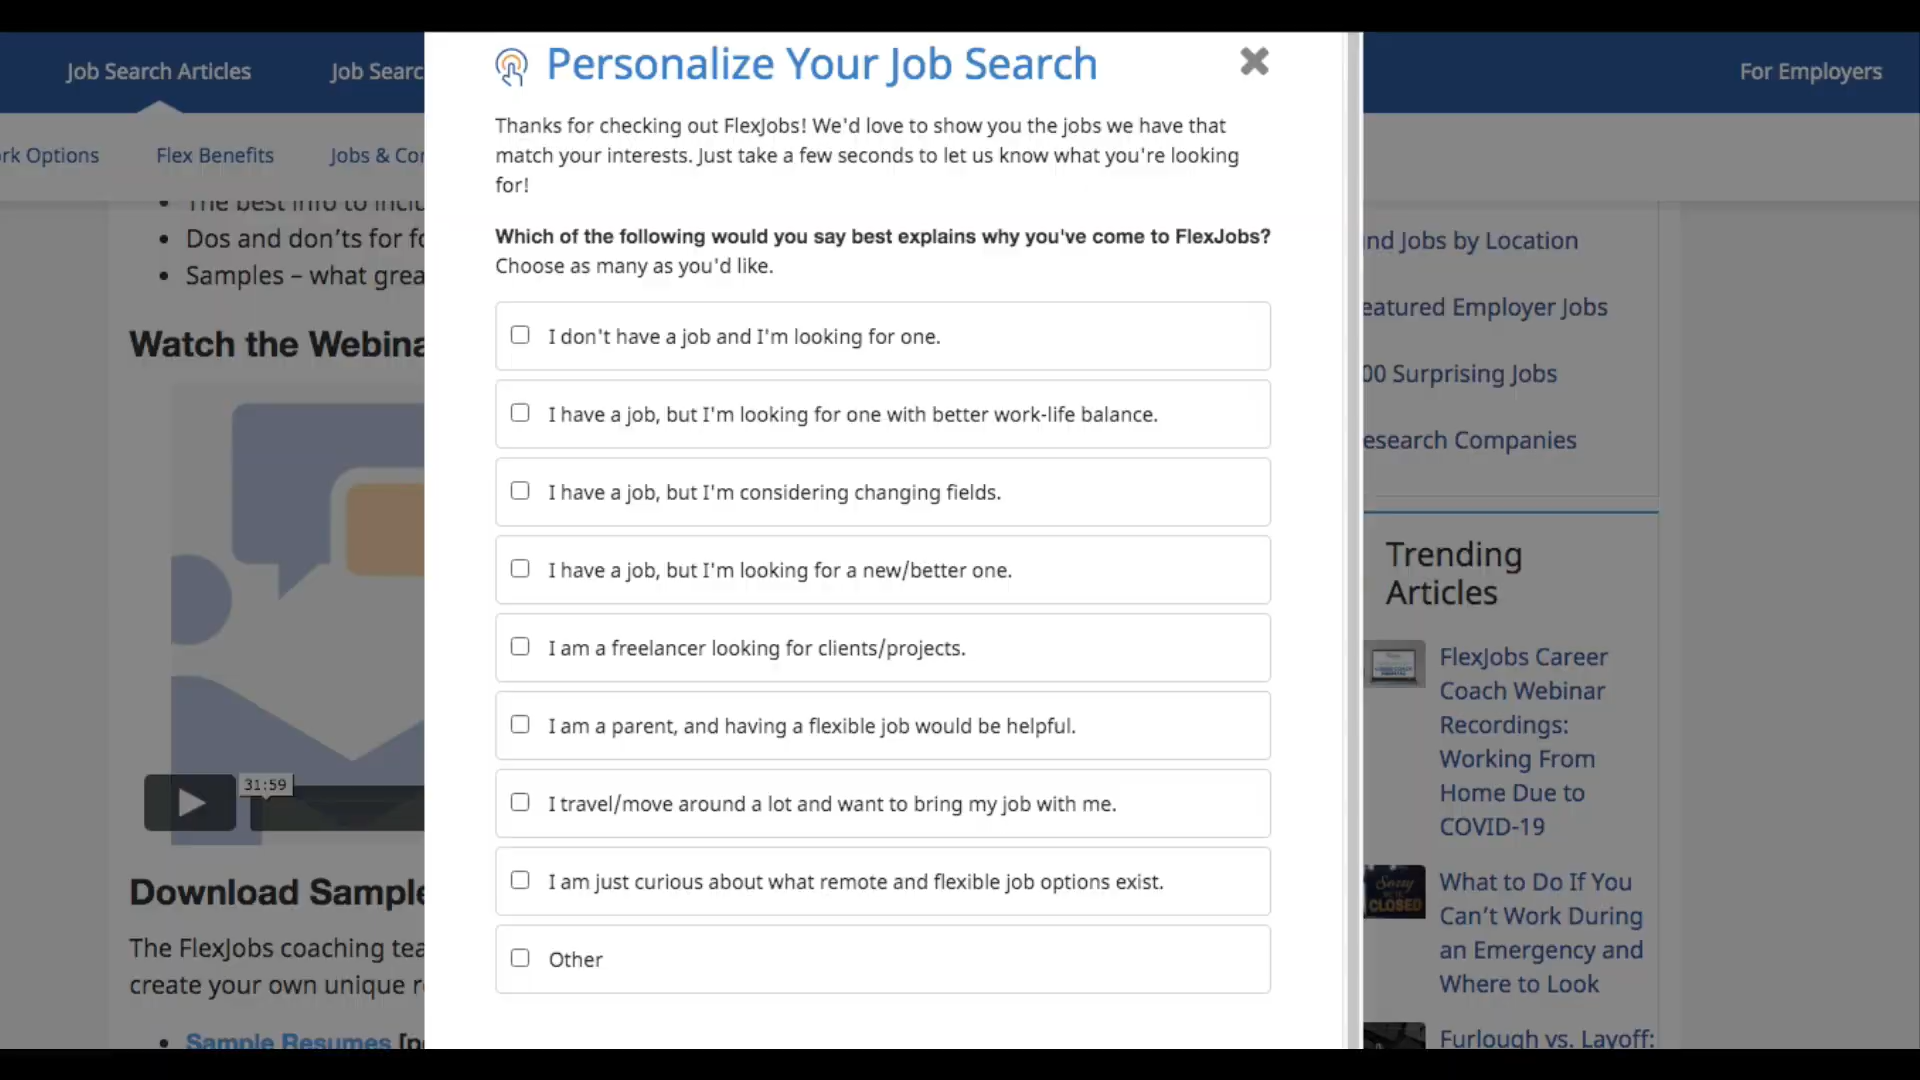 Job Search Articles
Job Searc
For Employers
rk Options
Flex Benefits
Jobs & Co
Personalize Your Job Search
Thanks for checking out FlexJobs! We'd love to show you the jobs we have that
match your interests. Just take a few seconds to let us know what you're looking
for!
Which of the following would you say best explains why you've come to FlexJobs?
Choose as many as you'd like.
I don't have a job and I'm looking for one.
I have a job, but I'm looking for one with better work-life balance.
I have a job, but I'm considering changing fields.
I have a job, but I'm looking for a new/better one.
I am a freelancer looking for clients/projects.
I am a parent, and having a flexible job would be helpful.
I travel/move around a lot and want to bring my job with me.
I am just curious about what remote and flexible job options exist.
Other
The best info to inclu
Dos and don'ts for fo
Samples – what grea
Watch the Webina
31:59
Download Sample
The FlexJobs coaching tea
create your own unique r
Sample Resumes [p
nd Jobs by Location
eatured Employer Jobs
00 Surprising Jobs
esearch Companies
Trending
Articles
FlexJobs Career
Coach Webinar
Recordings:
Working From
Home Due to
COVID-19
Sorry
CLOSED
What to Do If You
Can't Work During
an Emergency and
Where to Look
Furlough vs. Layoff: